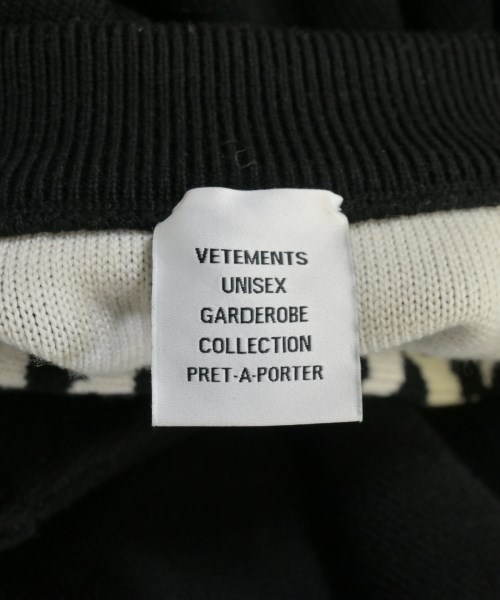 VETEMENTS
UNISEX
GARDEROBE
COLLECTION
PRET-A-PORTER